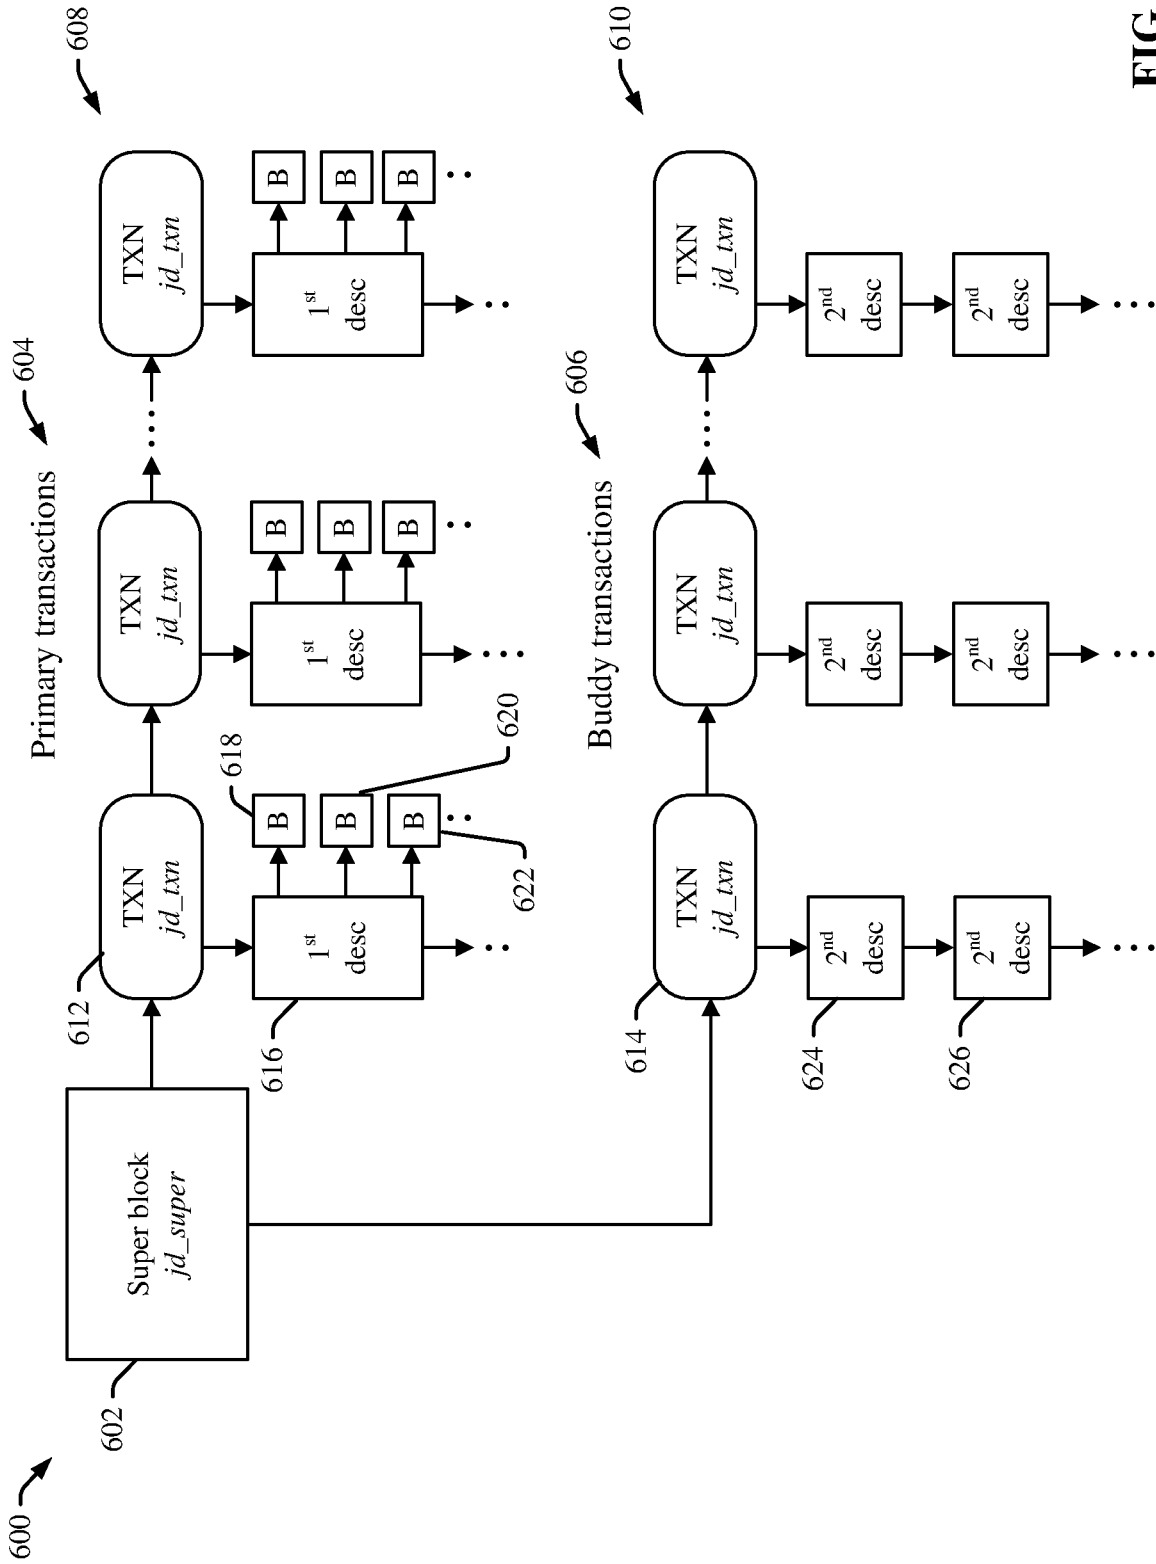 600
604
Primary transactions
608
602
Super block
jd_super
612
TXN
jd_txn
TXN
jd_txn
TXN
jd_txn
616
1st
desc
618
B
620
B
622
B
1st
desc
B
B
B
1st
desc
B
B
B
606
Buddy transactions
610
614
TXN
jd_txn
TXN
jd_txn
TXN
jd_txn
624
2nd
desc
2nd
desc
2nd
desc
626
2nd
desc
2nd
desc
2nd
desc
FIG